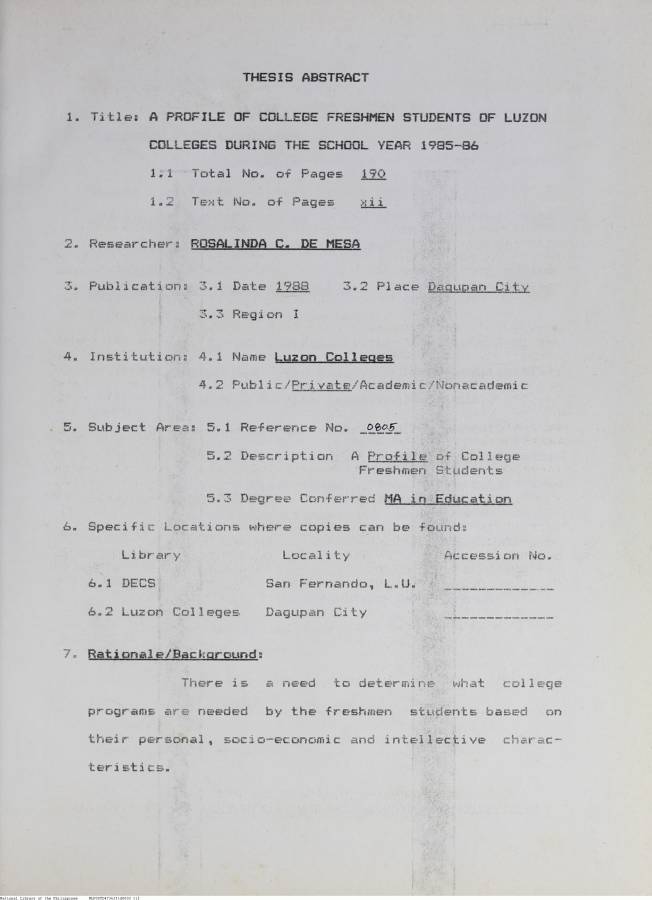 THESIS ABSTRACT
1. Title: A PROFILE OF COLLEGE FRESHMEN STUDENTS OF LUZON
COLLEGES DURING THE SCHOOL YEAR 1985-86
1.1 Total No. of Pages 190
1.2 Text No. of Pages xii
2. Researcher: ROSALINDA C. DE MESA
3. Publication: 3.1 Date 1988 3.2 Place Dagupan City
3.3 Region I
4. Institution: 4.1 Name Luzon Colleges
4.2 Public/Private/Academic/Nonacademic
5. Subject Area: 5.1 Reference No. 0805
5.2 Description A Profile of College
Freshmen Students
5.3 Degree Conferred MA in Education
6. Specific Locations where copies can be found:
Library Locality Accession No.
6.1 DECS San Fernando, L.U. _____________
6.2 Luzon Colleges Dagupan City _____________
7. Rationale/Background:
There is a need to determine what college
programs are needed by the freshmen students based on
their personal, socio-economic and intellective charac-
teristics.
National Library of the Philippines